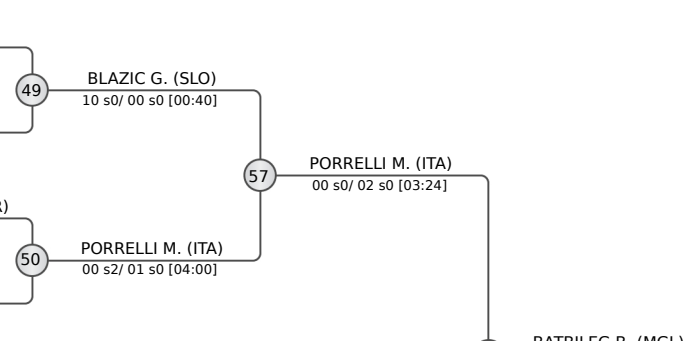 BLAZIC G. (SLO)
49
10 s0/ 00 s0 [00:40]
PORRELLI M. (ITA)
57
00 s0/ 02 s0 [03:24]
PORRELLI M. (ITA)
50
00 s2/ 01 s0 [04:00]